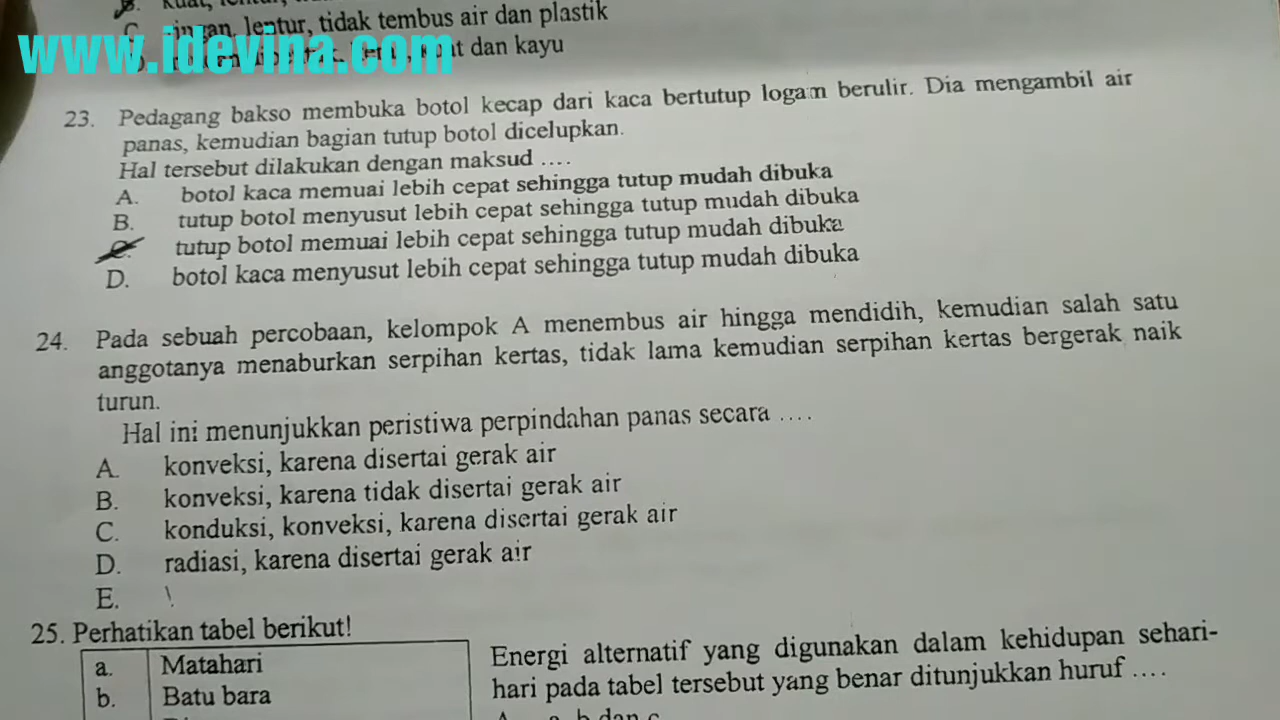 kuat,
C. ringan, lentur, tidak tembus air dan plastik
www.idevina.com
dan kayu
23. Pedagang bakso membuka botol kecap dari kaca bertutup logam berulir. Dia mengambil air
panas, kemudian bagian tutup botol dicelupkan.
Hal tersebut dilakukan dengan maksud ....
A. botol kaca memuai lebih cepat sehingga tutup mudah dibuka
B. tutup botol menyusut lebih cepat sehingga tutup mudah dibuka
C. tutup botol memuai lebih cepat sehingga tutup mudah dibuka
D. botol kaca menyusut lebih cepat sehingga tutup mudah dibuka
24. Pada sebuah percobaan, kelompok A menembus air hingga mendidih, kemudian salah satu
anggotanya menaburkan serpihan kertas, tidak lama kemudian serpihan kertas bergerak naik
turun.
Hal ini menunjukkan peristiwa perpindahan panas secara ....
A. konveksi, karena disertai gerak air
B. konveksi, karena tidak disertai gerak air
C. konduksi, konveksi, karena disertai gerak air
D. radiasi, karena disertai gerak air
E. \
25. Perhatikan tabel berikut!
a. Matahari
b. Batu bara
Energi alternatif yang digunakan dalam kehidupan sehari-
hari pada tabel tersebut yang benar ditunjukkan huruf ....
A. a, b dan c